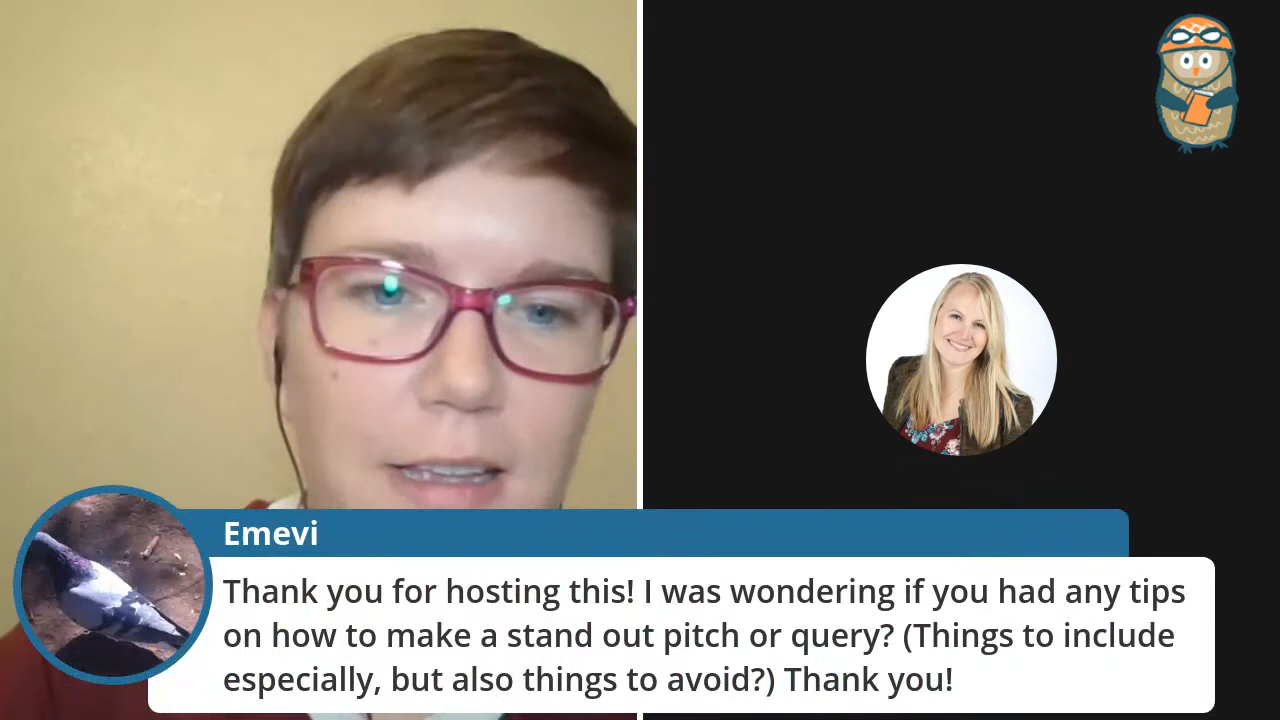 Emevi
Thank you for hosting this! I was wondering if you had any tips
on how to make a stand out pitch or query? (Things to include
especially, but also things to avoid?) Thank you!